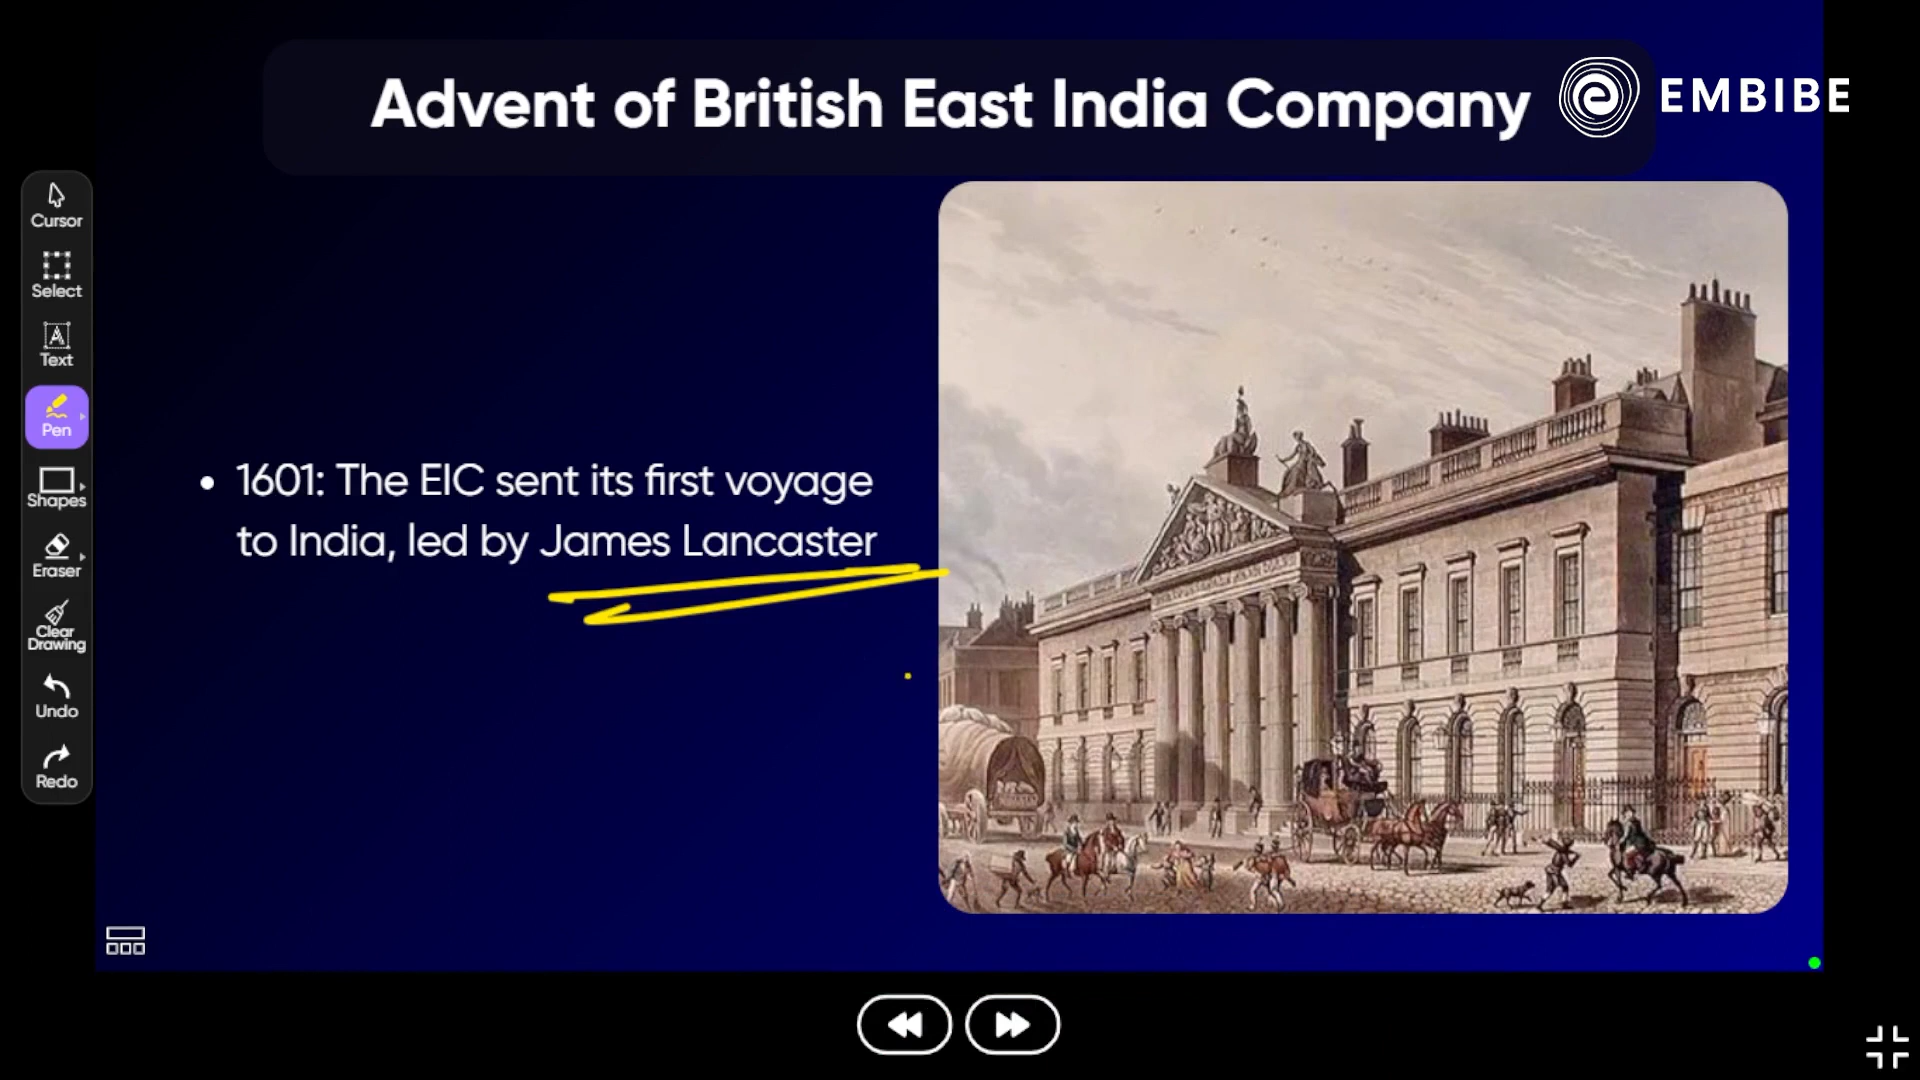 Advent of British East India Company
EMBIBE
Cursor
Select
A
Text
Pen
Shapes
Eraser
Clear
Drawing
Undo
Redo
• 1601: The EIC sent its first voyage
to India, led by James Lancaster